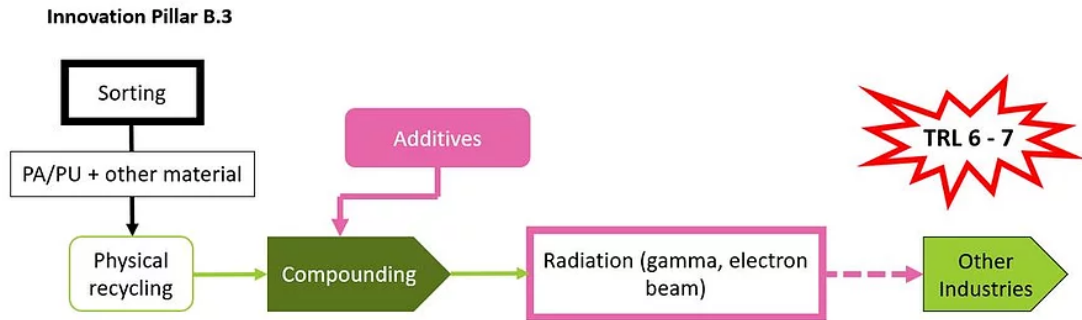 Innovation Pillar B.3
Sorting
Additives
TRL 6 - 7
PA/PU + other material
Physical
recycling
Compounding
Radiation (gamma, electron
beam)
Other
Industries